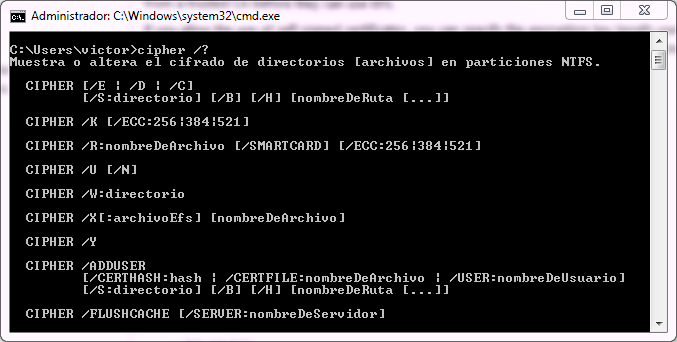 Administrador: C:\Windows\system32\cmd.exe
C:\Users\victor>cipher /?
Muestra o altera el cifrado de directorios [archivos] en particiones NTFS.
CIPHER [/E ¦ /D ¦ /C]
[/S:directorio] [/B] [/H] [nombreDeRuta [...]]
CIPHER /K [/ECC:256¦384¦521]
CIPHER /R:nombreDeArchivo [/SMARTCARD] [/ECC:256¦384¦521]
CIPHER /U [/N]
CIPHER /W:directorio
CIPHER /X[:archivoEfs] [nombreDeArchivo]
CIPHER /Y
CIPHER /ADDUSER
[/CERTHASH:hash ¦ /CERTFILE:nombreDeArchivo ¦ /USER:nombreDeUsuario]
[/S:directorio] [/B] [/H] [nombreDeRuta [...]]
CIPHER /FLUSHCACHE [/SERVER:nombreDeServidor]